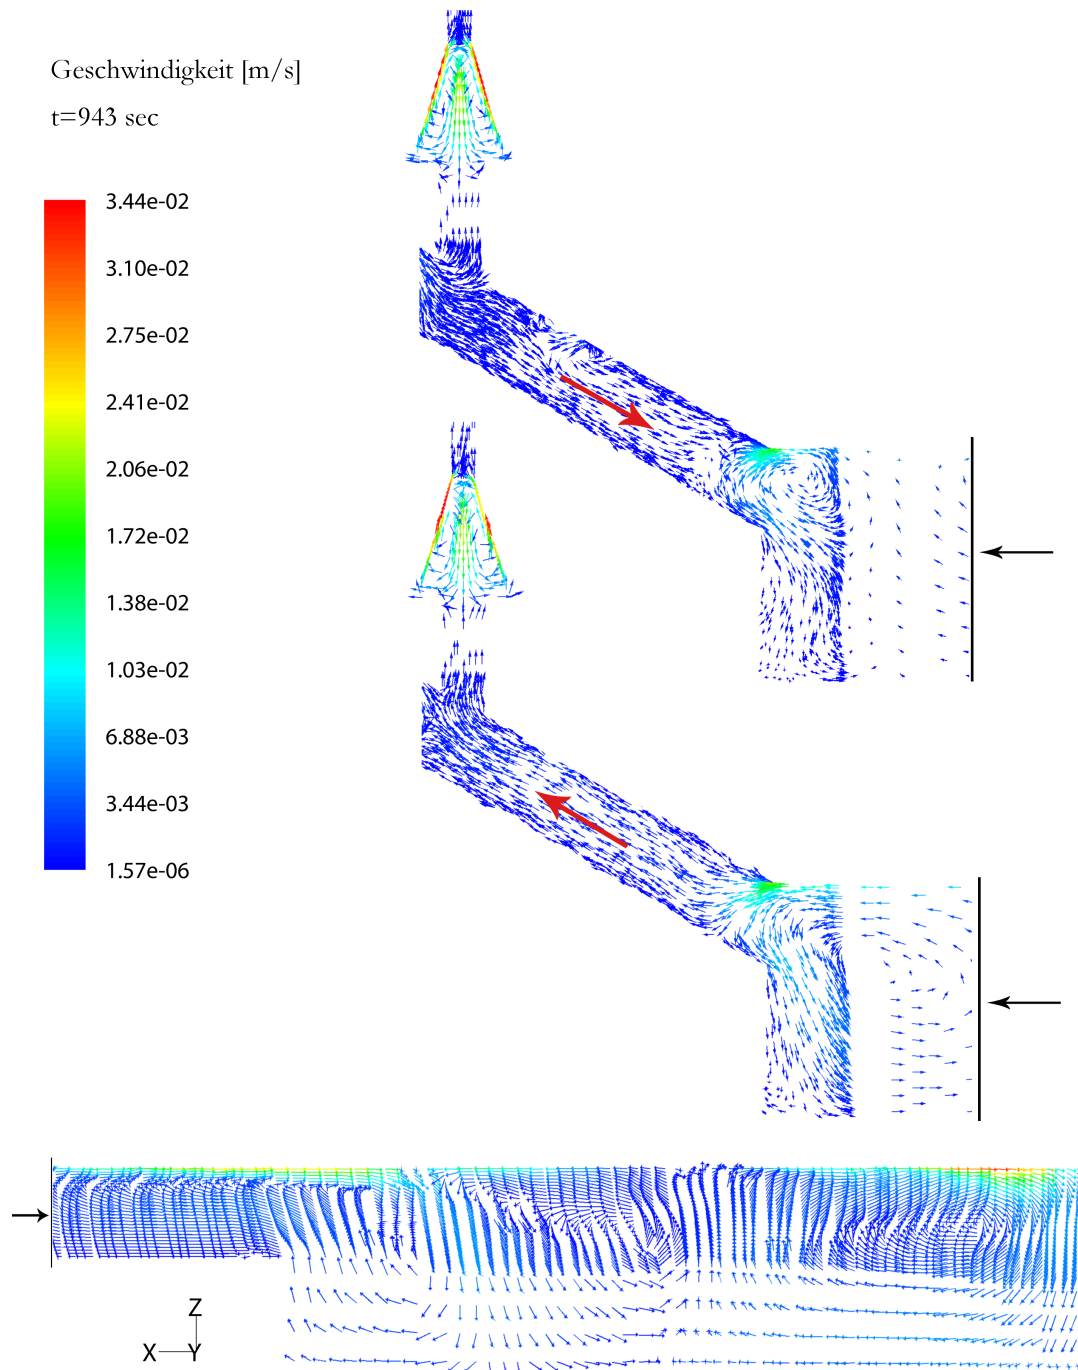 Geschwindigkeit [m/s]
t=943 sec
3.44e-02
3.10e-02
2.75e-02
2.41e-02
2.06e-02
1.72e-02
1.38e-02
1.03e-02
6.88e-03
3.44e-03
1.57e-06
Z
X Y